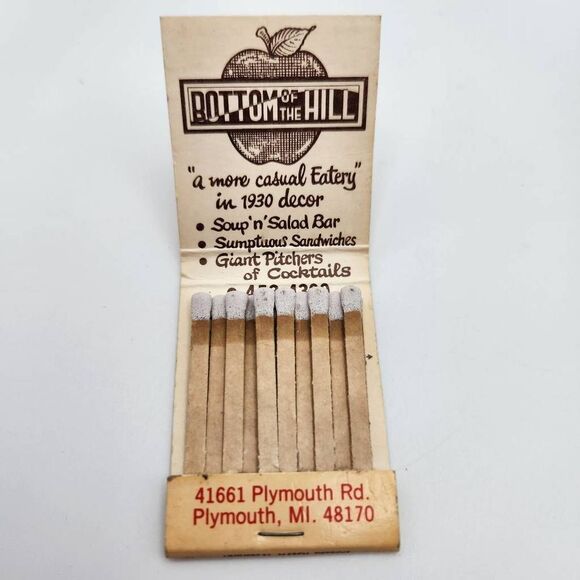 BOTTOM OF THE HILL
"a more casual Eatery"
in 1930 decor
• Soup 'n' Salad Bar
• Sumptuous Sandwiches
• Giant Pitchers
of Cocktails
41661 Plymouth Rd.
Plymouth, MI. 48170